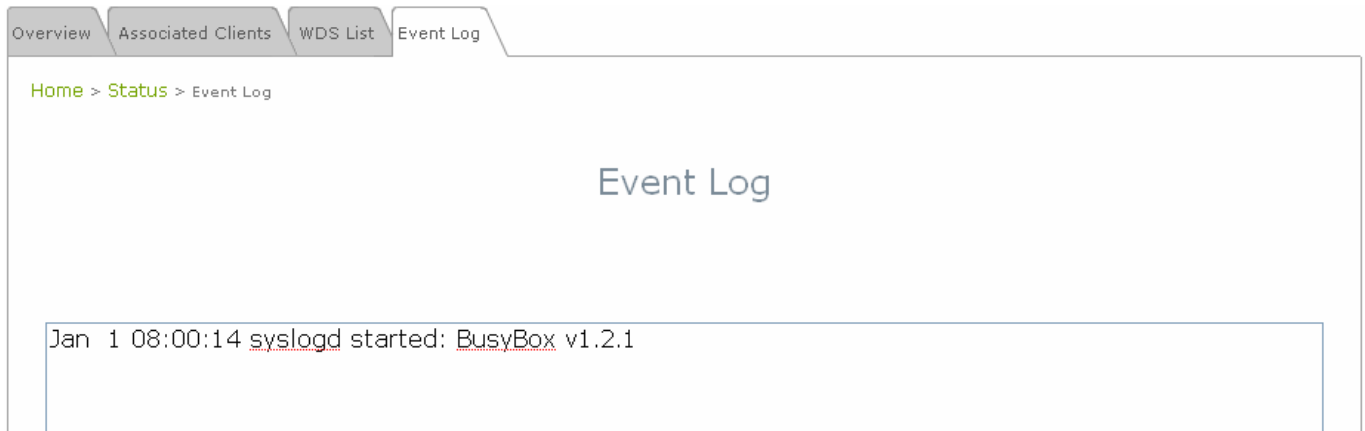 Overview Associated Clients WDS List Event Log
Home > Status > Event Log
Event Log
Jan  1 08:00:14 syslogd started: BusyBox v1.2.1